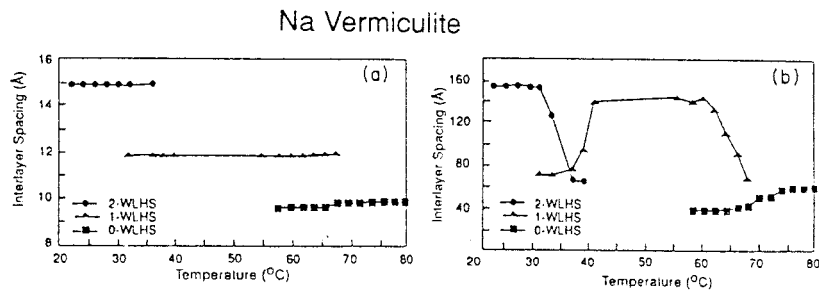 Na Vermiculite
(a)
Interlayer Spacing (Å)
16
15
12
10
8
2-WLHS
1-WLHS
0-WLHS
20 30 40 50 60 70 80
Temperature (°C)
(b)
Interlayer Spacing (Å)
160
120
80
40
2-WLHS
1-WLHS
0-WLHS
20 30 40 50 60 70 80
Temperature (°C)